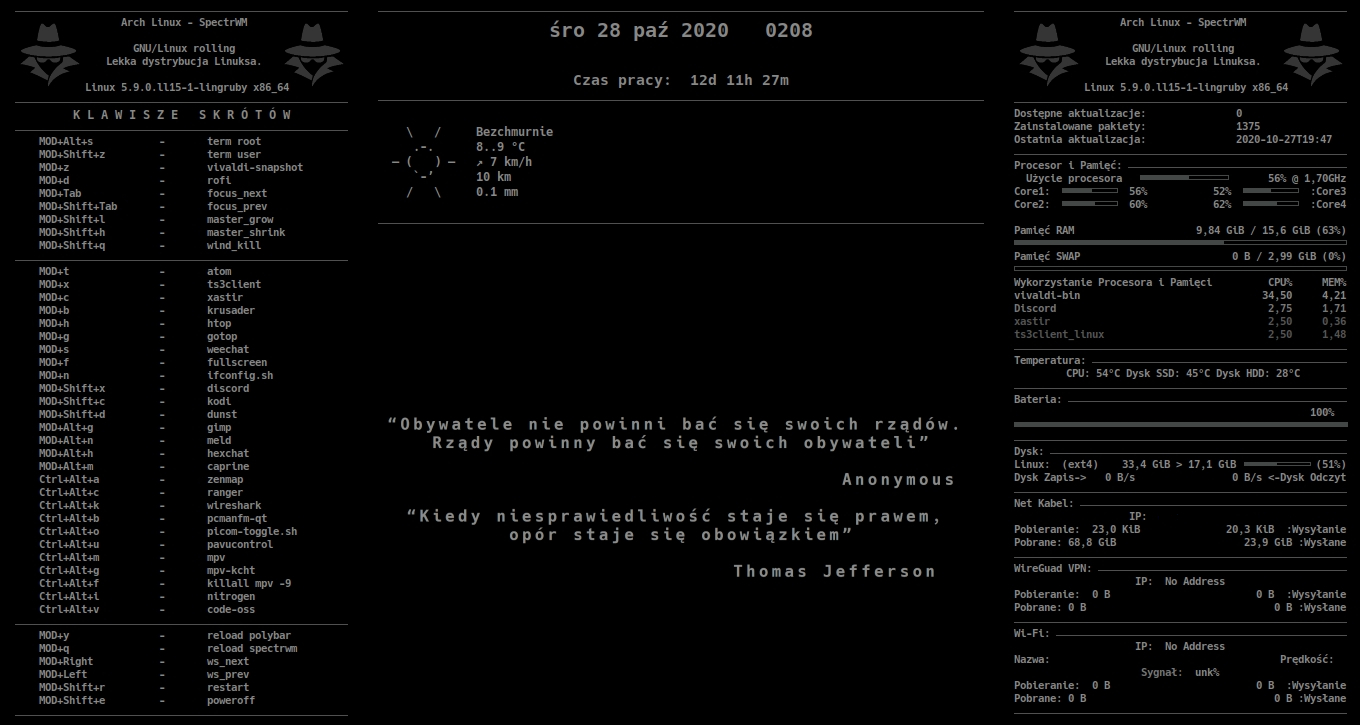 Arch Linux - SpectrWM
GNU/Linux rolling
Lekka dystrybucja Linuksa.
Linux 5.9.0.ll15-1-lingruby x86_64
KLAWISZE SKRÓTÓW
MOD+Alt+s - term root
MOD+Shift+z - term user
MOD+z - vivaldi-snapshot
MOD+d - rofi
MOD+Tab - focus_next
MOD+Shift+Tab - focus_prev
MOD+Shift+l - master_grow
MOD+Shift+h - master_shrink
MOD+Shift+q - wind_kill
MOD+t - atom
MOD+x - ts3client
MOD+c - xastir
MOD+b - krusader
MOD+h - htop
MOD+g - gotop
MOD+s - weechat
MOD+f - fullscreen
MOD+n - ifconfig.sh
MOD+Shift+x - discord
MOD+Shift+c - kodi
MOD+Shift+d - dunst
MOD+Alt+g - gimp
MOD+Alt+n - meld
MOD+Alt+h - hexchat
MOD+Alt+m - caprine
Ctrl+Alt+a - zenmap
Ctrl+Alt+c - ranger
Ctrl+Alt+k - wireshark
Ctrl+Alt+b - pcmanfm-qt
Ctrl+Alt+o - picom-toggle.sh
Ctrl+Alt+u - pavucontrol
Ctrl+Alt+m - mpv
Ctrl+Alt+g - mpv-kcht
Ctrl+Alt+f - killall mpv -9
Ctrl+Alt+i - nitrogen
Ctrl+Alt+v - code-oss
MOD+y - reload polybar
MOD+q - reload spectrwm
MOD+Right - ws_next
MOD+Left - ws_prev
MOD+Shift+r - restart
MOD+Shift+e - poweroff
śro 28 paź 2020 0208
Czas pracy: 12d 11h 27m
\ / Bezchmurnie
.-. 8..9 °C
― ( ) ― ↗ 7 km/h
`-’ 10 km
/ \ 0.1 mm
“Obywatele nie powinni bać się swoich rządów.
Rządy powinny bać się swoich obywateli”
Anonymous
“Kiedy niesprawiedliwość staje się prawem,
opór staje się obowiązkiem”
Thomas Jefferson
Arch Linux - SpectrWM
GNU/Linux rolling
Lekka dystrybucja Linuksa.
Linux 5.9.0.ll15-1-lingruby x86_64
Dostępne aktualizacje: 0
Zainstalowane pakiety: 1375
Ostatnia aktualizacja: 2020-10-27T19:47
Procesor i Pamięć:
Użycie procesora 56% @ 1,70GHz
Core1: 56% 52% :Core3
Core2: 60% 62% :Core4
Pamięć RAM 9,84 GiB / 15,6 GiB (63%)
Pamięć SWAP 0 B / 2,99 GiB (0%)
Wykorzystanie Procesora i Pamięci CPU% MEM%
vivaldi-bin 34,50 4,21
Discord 2,75 1,71
xastir 2,50 0,36
ts3client_linux 2,50 1,48
Temperatura:
CPU: 54°C Dysk SSD: 45°C Dysk HDD: 28°C
Bateria:
100%
Dysk:
Linux: (ext4) 33,4 GiB > 17,1 GiB (51%)
Dysk Zapis-> 0 B/s 0 B/s <-Dysk Odczyt
Net Kabel:
IP:
Pobieranie: 23,0 KiB 20,3 KiB :Wysyłanie
Pobrane: 68,8 GiB 23,9 GiB :Wysłane
WireGuad VPN:
IP: No Address
Pobieranie: 0 B 0 B :Wysyłanie
Pobrane: 0 B 0 B :Wysłane
Wi-Fi:
IP: No Address
Nazwa: Prędkość:
Sygnał: unk%
Pobieranie: 0 B 0 B :Wysyłanie
Pobrane: 0 B 0 B :Wysłane